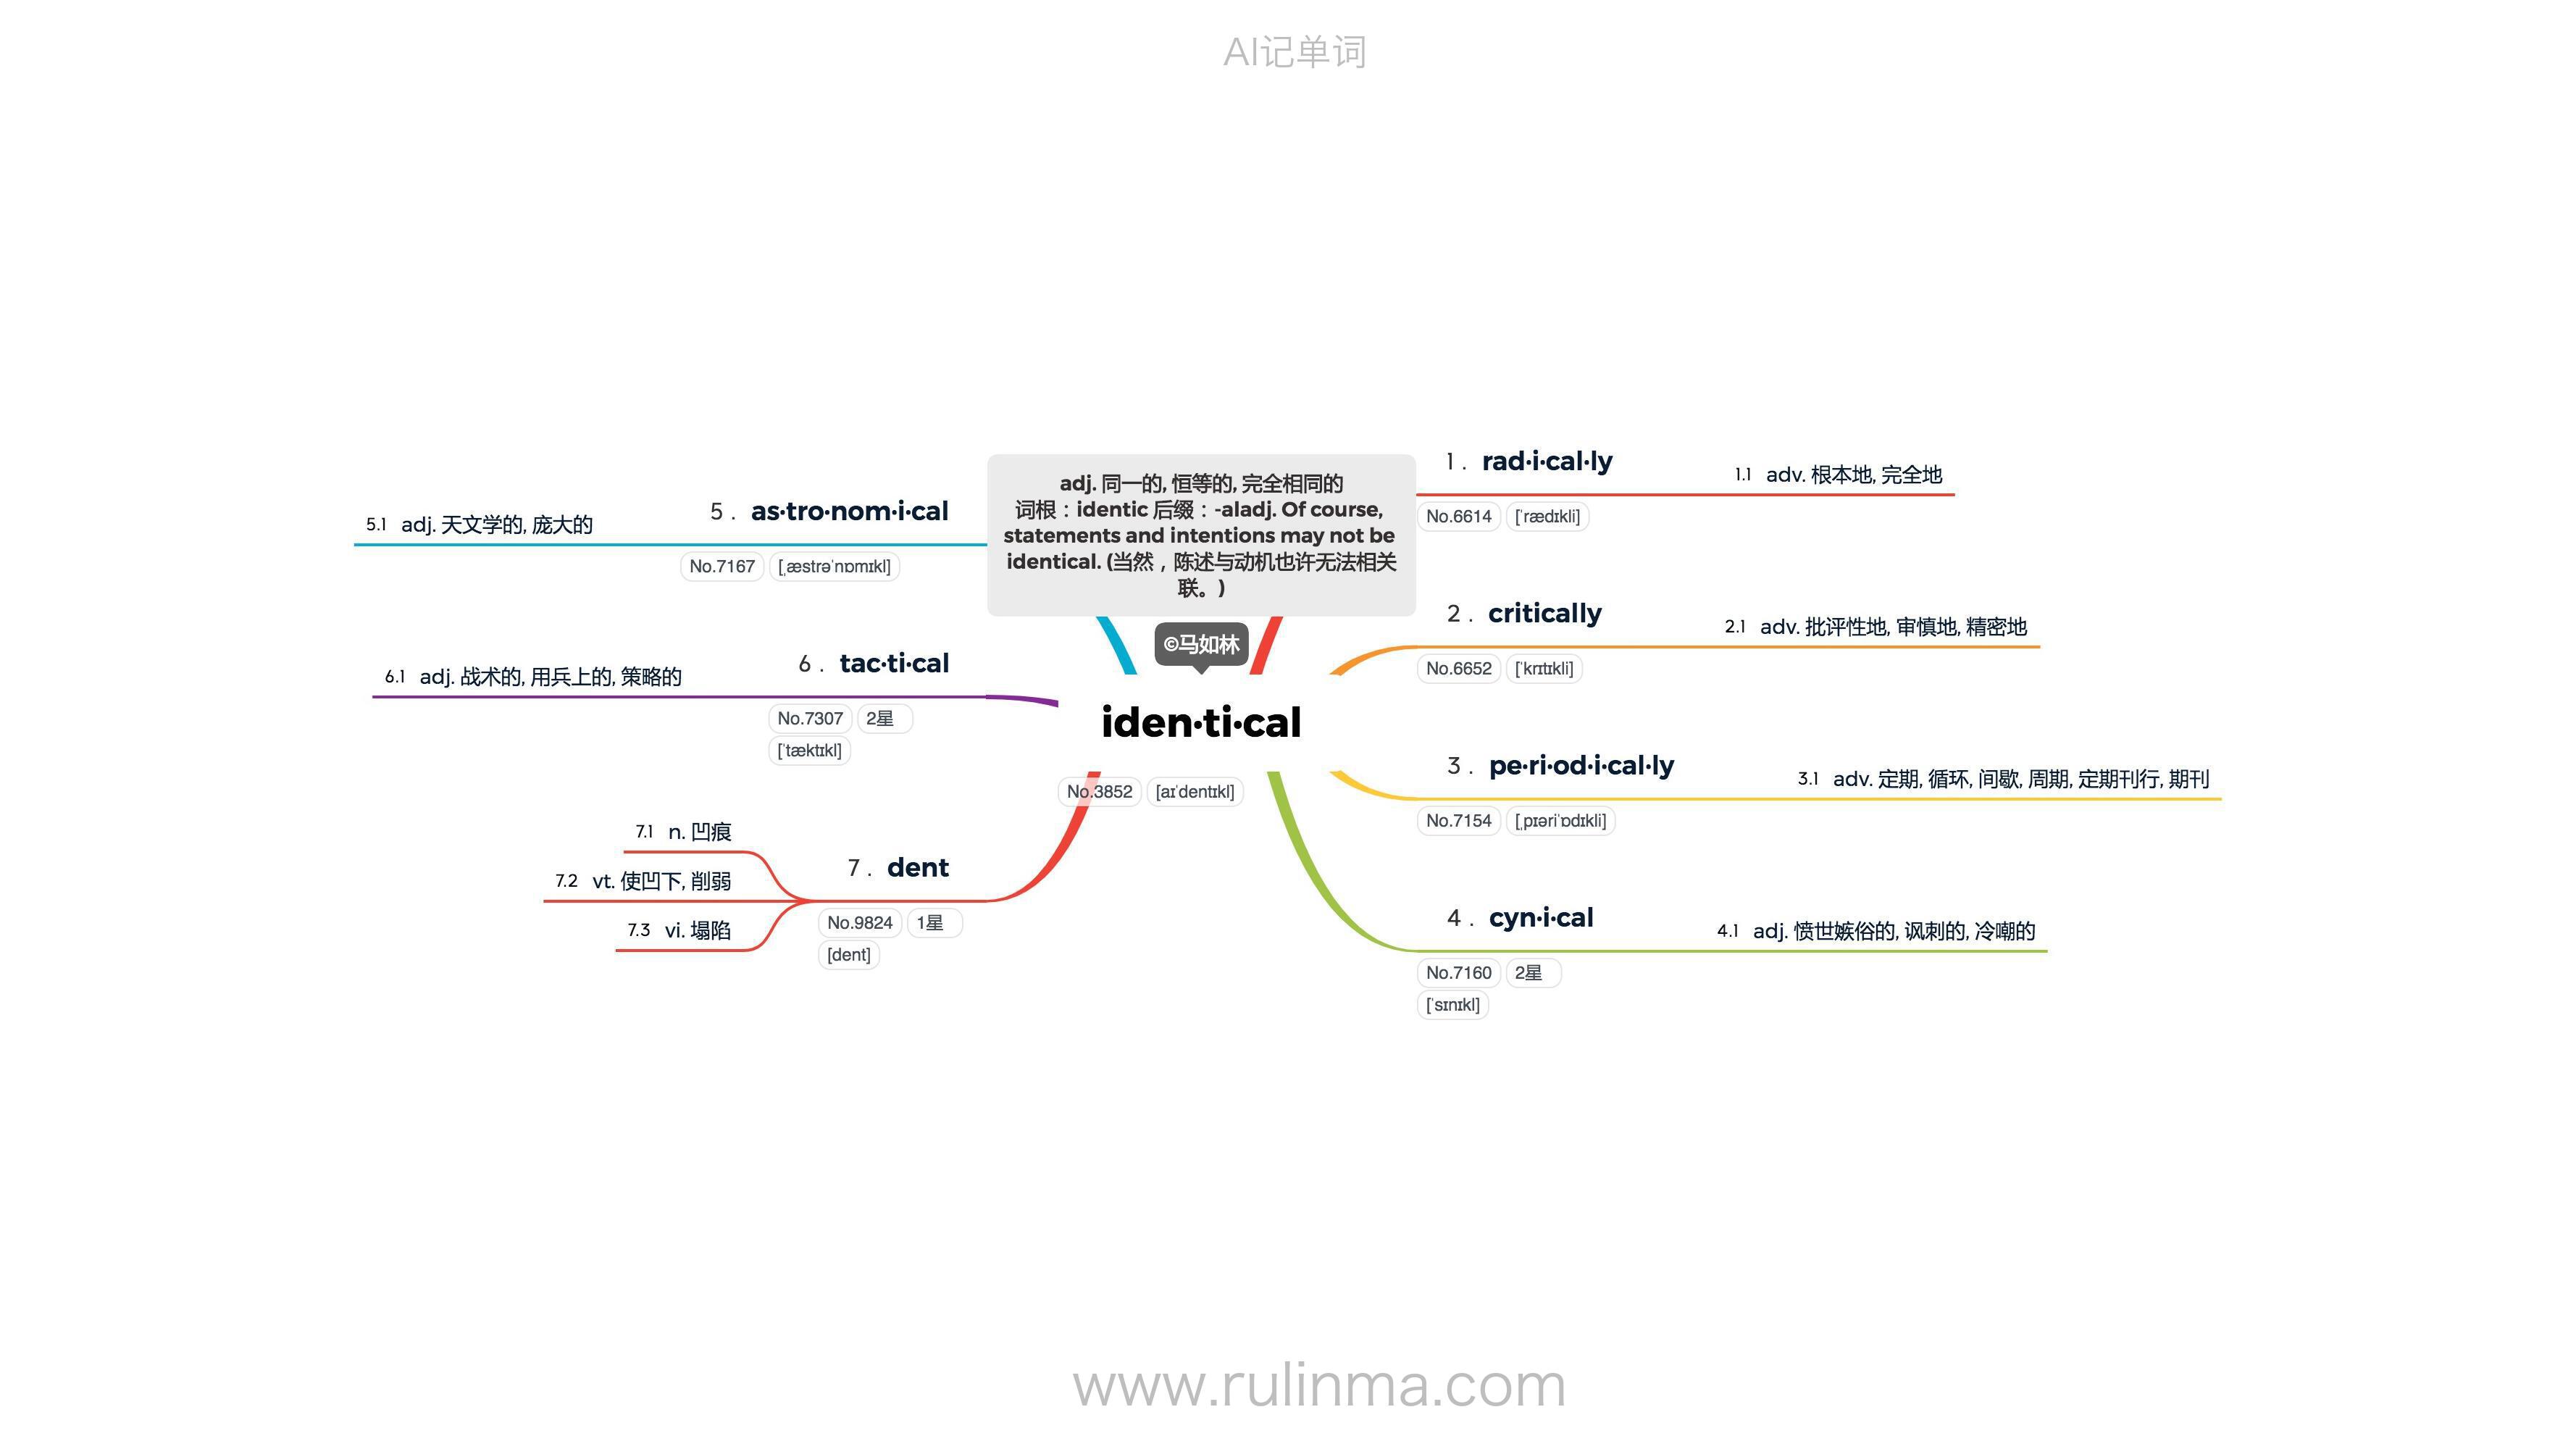 AI记单词
adj. 同一的, 恒等的, 完全相同的
词根：identic 后缀：-aladj. Of course,
statements and intentions may not be
identical. (当然，陈述与动机也许无法相关
联。)
©马如林
iden·ti·cal
No.3852 [aɪˈdentɪkl]
1 . rad·i·cal·ly
No.6614 [ˈrædɪkli]
1.1 adv. 根本地, 完全地
2 . critically
No.6652 [ˈkrɪtɪkli]
2.1 adv. 批评性地, 审慎地, 精密地
3 . pe·ri·od·i·cal·ly
No.7154 [ˌpɪəriˈɒdɪkli]
3.1 adv. 定期, 循环, 间歇, 周期, 定期刊行, 期刊
4 . cyn·i·cal
No.7160 2星
[ˈsɪnɪkl]
4.1 adj. 愤世嫉俗的, 讽刺的, 冷嘲的
5 . as·tro·nom·i·cal
No.7167 [ˌæstrəˈnɒmɪkl]
5.1 adj. 天文学的, 庞大的
6 . tac·ti·cal
No.7307 2星
[ˈtæktɪkl]
6.1 adj. 战术的, 用兵上的, 策略的
7 . dent
No.9824 1星
[dent]
7.1 n. 凹痕
7.2 vt. 使凹下, 削弱
7.3 vi. 塌陷
www.rulinma.com